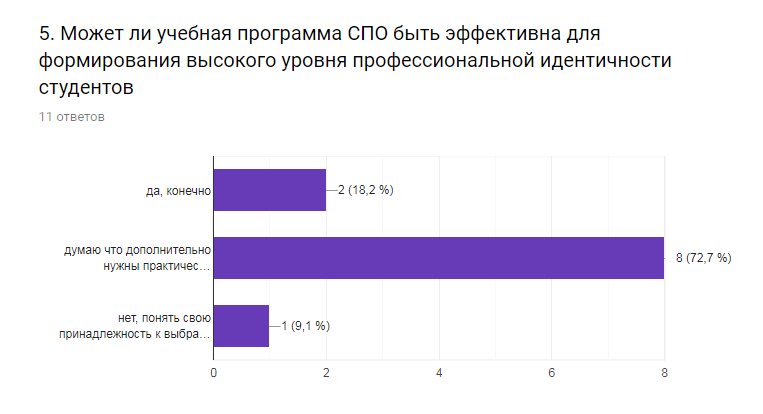 5. Может ли учебная программа СПО быть эффективна для
формирования высокого уровня профессиональной идентичности
студентов
11 ответов
да, конечно
2 (18,2 %)
думаю что дополнительно
нужны практичес…
8 (72,7 %)
нет, понять свою
принадлежность к выбра…
1 (9,1 %)
0 2 4 6 8